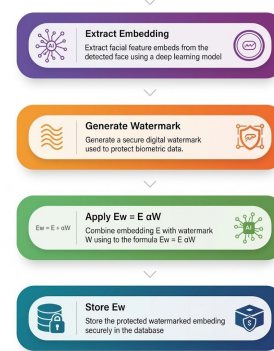 AI
Extract Embedding
Extract facial feature embeds from the
detected face using a deep learning model
Generate Watermark
Generate a secure digital watermark
used to protect biometric data.
Ew = E + αW
Apply Ew = E αW
Combine embedding E with watermark
W using to the formula Ew = E αW
AI
Store Ew
Store the protected watermarked embeding
securely in the database
$